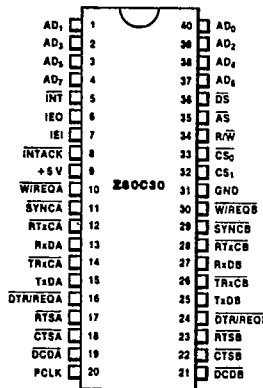 AD₁ 1 40 AD₀
AD₃ 2 39 AD₂
AD₅ 3 38 AD₄
AD₇ 4 37 AD₆
INT 5 36 DS
IEO 6 35 AS
IEI 7 34 R/W
INTACK 8 33 CS₀
+5 V 9 32 CS₁
W/REQA 10 Z80C30 31 GND
SYNCA 11 30 W/REQB
RTxCA 12 29 SYNCB
RxDA 13 28 RTxCB
TRxCA 14 27 RxDB
TxDA 15 26 TRxCB
DTR/REQA 16 25 TxDB
RTSA 17 24 DTR/REQB
CTSA 18 23 RTSB
DCDA 19 22 CTSB
PCLK 20 21 DCDB